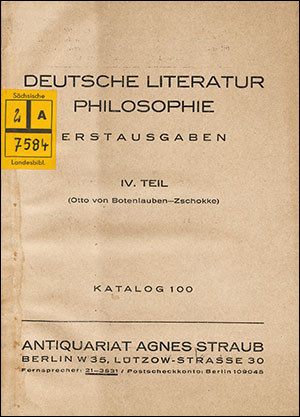 DEUTSCHE LITERATUR
PHILOSOPHIE
ERSTAUSGABEN
Sächsische
2 A
7584
Landesbibl.
IV. TEIL
(Otto von Botenlauben—Zschokke)
KATALOG 100
ANTIQUARIAT AGNES STRAUB
BERLIN W 35, LÜTZOW-STRASSE 30
Fernsprecher: 21—3831 / Postscheckkonto: Berlin 109045